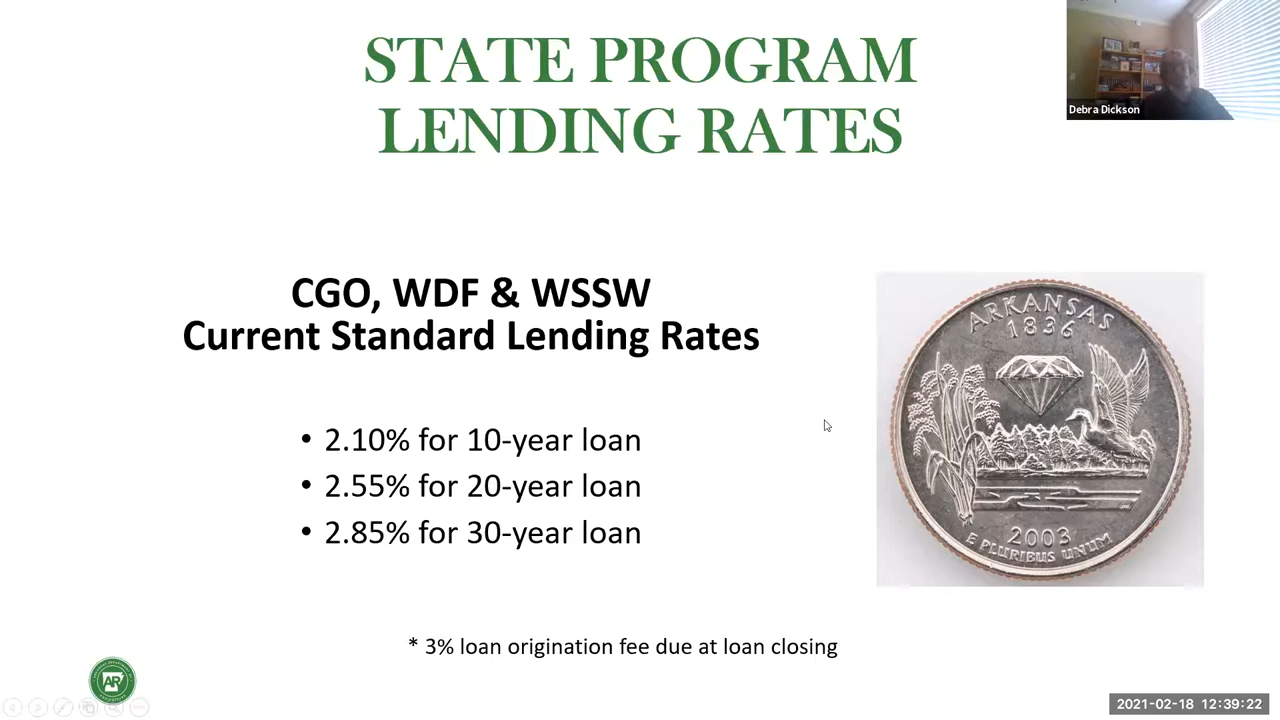 STATE PROGRAM
LENDING RATES
Debra Dickson
CGO, WDF & WSSW
Current Standard Lending Rates
• 2.10% for 10-year loan
• 2.55% for 20-year loan
• 2.85% for 30-year loan
ARKANSAS
1836
2003
E PLURIBUS UNUM
* 3% loan origination fee due at loan closing
AR
2021-02-18 12:39:22